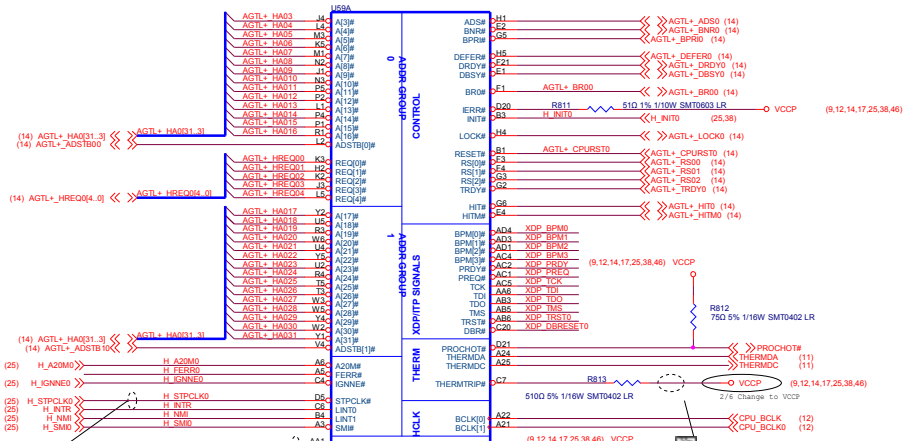 U59A
AGTL+_HA03 J4 A[3]# ADS# H1 AGTL+_ADS0 (14)
AGTL+_HA04 L4 A[4]# BNR# E2 AGTL+_BNR0 (14)
AGTL+_HA05 M3 A[5]# BPRI# G5 AGTL+_BPRI0 (14)
AGTL+_HA06 K5 A[6]#
AGTL+_HA07 M1 A[7]# DEFER# H5 AGTL+_DEFER0 (14)
AGTL+_HA08 N2 A[8]# DRDY# F21 AGTL+_DRDY0 (14)
AGTL+_HA09 J1 A[9]# DBSY# E1 AGTL+_DBSY0 (14)
AGTL+_HA010 N3 A[10]#
AGTL+_HA011 P5 A[11]# BR0# F1 AGTL+_BR00 AGTL+_BR00 (14)
AGTL+_HA012 P2 A[12]#
AGTL+_HA013 L1 A[13]# IERR# D20 R811 51Ω 1% 1/10W SMT0603 LR VCCP (9,12,14,17,25,38,46)
AGTL+_HA014 P4 A[14]# INIT# B3 H_INIT0 H_INIT0 (25,38)
AGTL+_HA015 P1 A[15]#
AGTL+_HA016 R1 A[16]# LOCK# H4 AGTL+_LOCK0 (14)
(14) AGTL+_HA0[31..3] AGTL+_HA0[31..3]
(14) AGTL+_ADSTB00 L2 ADSTB[0]#
ADDR GROUP 0
CONTROL
RESET# B1 AGTL+_CPURST0 AGTL+_CPURST0 (14)
AGTL+_HREQ00 K3 REQ[0]# RS[0]# F3 AGTL+_RS00 (14)
AGTL+_HREQ01 H2 REQ[1]# RS[1]# F4 AGTL+_RS01 (14)
AGTL+_HREQ02 K2 REQ[2]# RS[2]# G3 AGTL+_RS02 (14)
AGTL+_HREQ03 J3 REQ[3]# TRDY# G2 AGTL+_TRDY0 (14)
AGTL+_HREQ04 L5 REQ[4]#
(14) AGTL+_HREQ0[4..0] AGTL+_HREQ0[4..0]
HIT# G6 AGTL+_HIT0 (14)
HITM# E4 AGTL+_HITM0 (14)
AGTL+_HA017 Y2 A[17]#
AGTL+_HA018 U5 A[18]#
AGTL+_HA019 R3 A[19]# BPM[0]# AD4 XDP_BPM0
AGTL+_HA020 W6 A[20]# BPM[1]# AD3 XDP_BPM1
AGTL+_HA021 U4 A[21]# BPM[2]# AD1 XDP_BPM2
AGTL+_HA022 Y5 A[22]# BPM[3]# AC4 XDP_BPM3
AGTL+_HA023 U2 A[23]# PRDY# AC2 XDP_PRDY (9,12,14,17,25,38,46) VCCP
AGTL+_HA024 R4 A[24]# PREQ# AC1 XDP_PREQ
AGTL+_HA025 T5 A[25]# TCK AC5 XDP_TCK
AGTL+_HA026 T3 A[26]# TDI AA6 XDP_TDI
AGTL+_HA027 W3 A[27]# TDO AB3 XDP_TDO
AGTL+_HA028 W5 A[28]# TMS AB5 XDP_TMS
AGTL+_HA029 Y4 A[29]# TRST# AB6 XDP_TRST0
AGTL+_HA030 W2 A[30]# DBR# C20 XDP_DBRESET0
AGTL+_HA031 Y1 A[31]#
ADDR GROUP 1
XDP/ITP SIGNALS
R812
75Ω 5% 1/16W SMT0402 LR
(14) AGTL+_HA0[31..3] AGTL+_HA0[31..3]
(14) AGTL+_ADSTB10 V4 ADSTB[1]# PROCHOT# D21 PROCHOT#
THERM
THERMDA A24 THERMDA (11)
(25) H_A20M0 H_A20M0 A6 A20M# THERMDC A25 THERMDC (11)
H_FERR0 A5 FERR#
(25) H_IGNNE0 H_IGNNE0 C4 IGNNE# THERMTRIP# C7 R813 VCCP (9,12,14,17,25,38,46)
510Ω 5% 1/16W SMT0402 LR 2/6 Change to VCCP
(25) H_STPCLK0 H_STPCLK0 D5 STPCLK#
(25) H_INTR H_INTR C6 LINT0
(25) H_NMI H_NMI B4 LINT1 BCLK[0] A22 CPU_BCLK (12)
(25) H_SMI0 H_SMI0 A3 SMI# BCLK[1] A21 CPU_BCLK0 (12)
HCLK
AA1
(9,12,14,17,25,38,46) VCCP